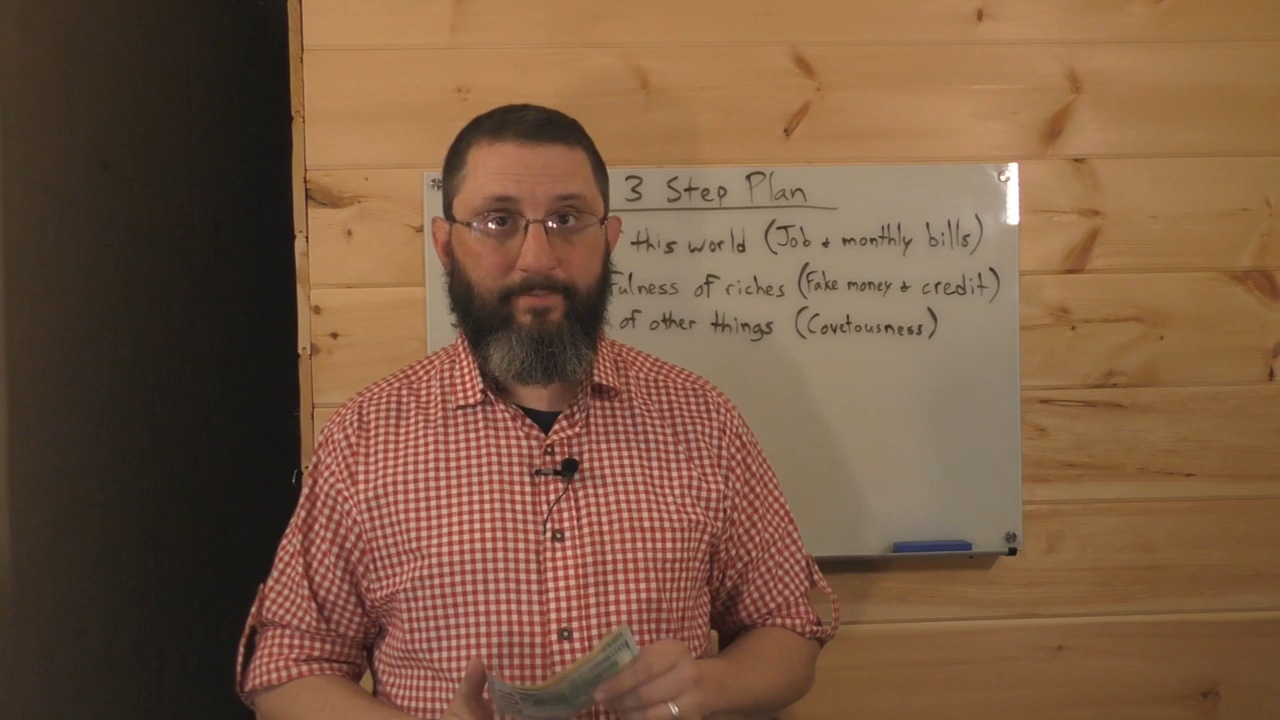 3 Step Plan
this world (Job & monthly bills)
fulness of riches (Fake money & credit)
of other things (Covetousness)